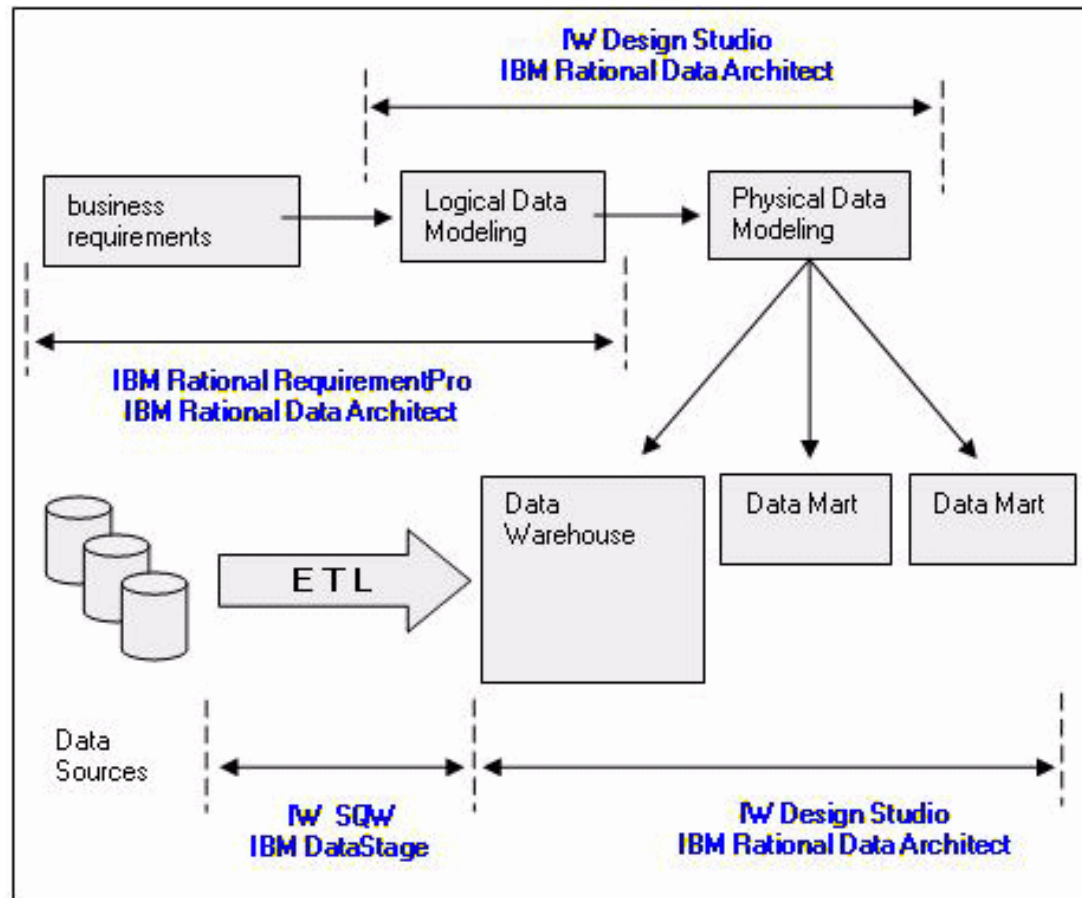 IW Design Studio
IBM Rational Data Architect
business
requirements
Logical Data
Modeling
Physical Data
Modeling
IBM Rational RequirementPro
IBM Rational Data Architect
Data
Warehouse
Data Mart
Data Mart
E T L
Data
Sources
IW SQW
IBM DataStage
IW Design Studio
IBM Rational Data Architect